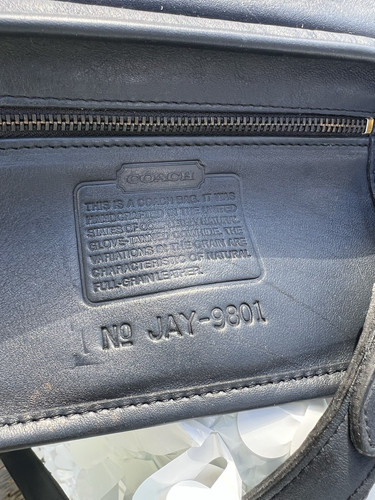 COACH
THIS IS A COACH BAG. IT WAS
HANDCRAFTED IN THE UNITED
STATES OF COMPLETELY NATURAL
GLOVE-TANNED COWHIDE. THE
VARIATIONS IN THE GRAIN ARE
CHARACTERISTIC OF NATURAL
FULL-GRAIN LEATHER.
No JAY-9801